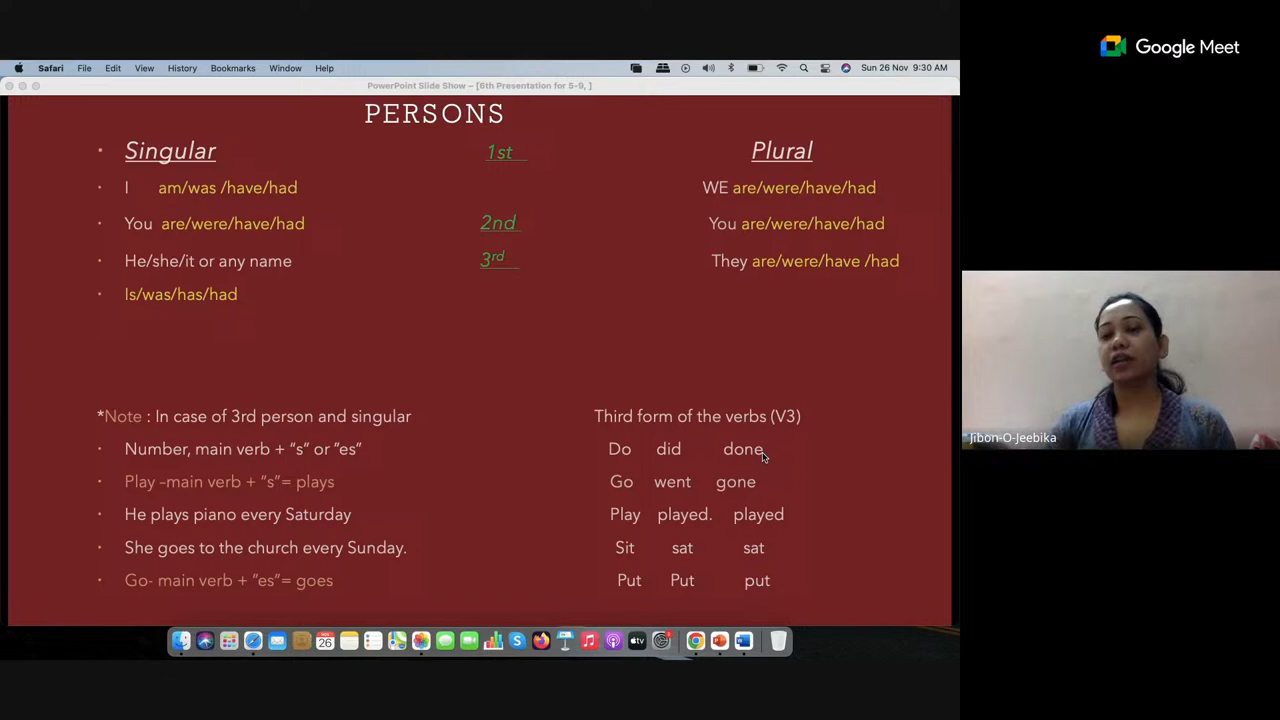 Google Meet
Safari File Edit View History Bookmarks Window Help Sun 26 Nov 9:30 AM
PowerPoint Slide Show – [6th Presentation for 5-9, ]
PERSONS
• Singular 1st Plural
• I am/was /have/had WE are/were/have/had
• You are/were/have/had 2nd You are/were/have/had
• He/she/it or any name 3rd They are/were/have /had
• Is/was/has/had
*Note : In case of 3rd person and singular Third form of the verbs (V3)
• Number, main verb + “s” or ”es” Do did done
• Play –main verb + “s”= plays Go went gone
• He plays piano every Saturday Play played. played
• She goes to the church every Sunday. Sit sat sat
• Go- main verb + ”es”= goes Put Put put
Jibon-O-Jeebika
NOV
26
tv